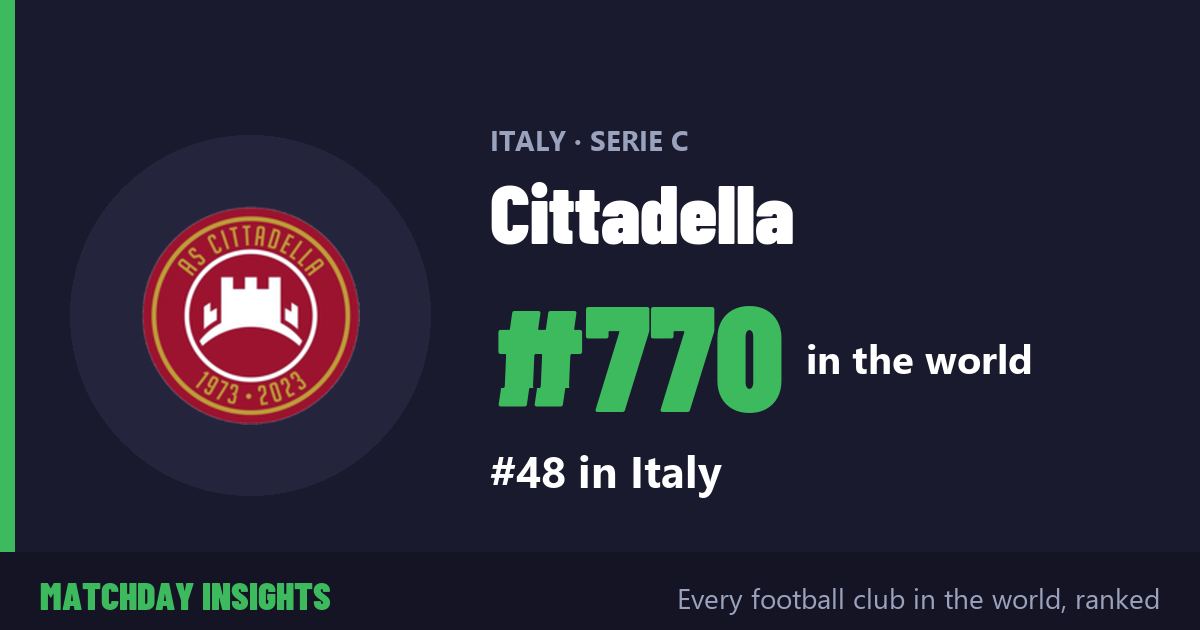 ITALY · SERIE C
Cittadella
AS CITTADELLA
1973 · 2023
#770 in the world
#48 in Italy
MATCHDAY INSIGHTS
Every football club in the world, ranked